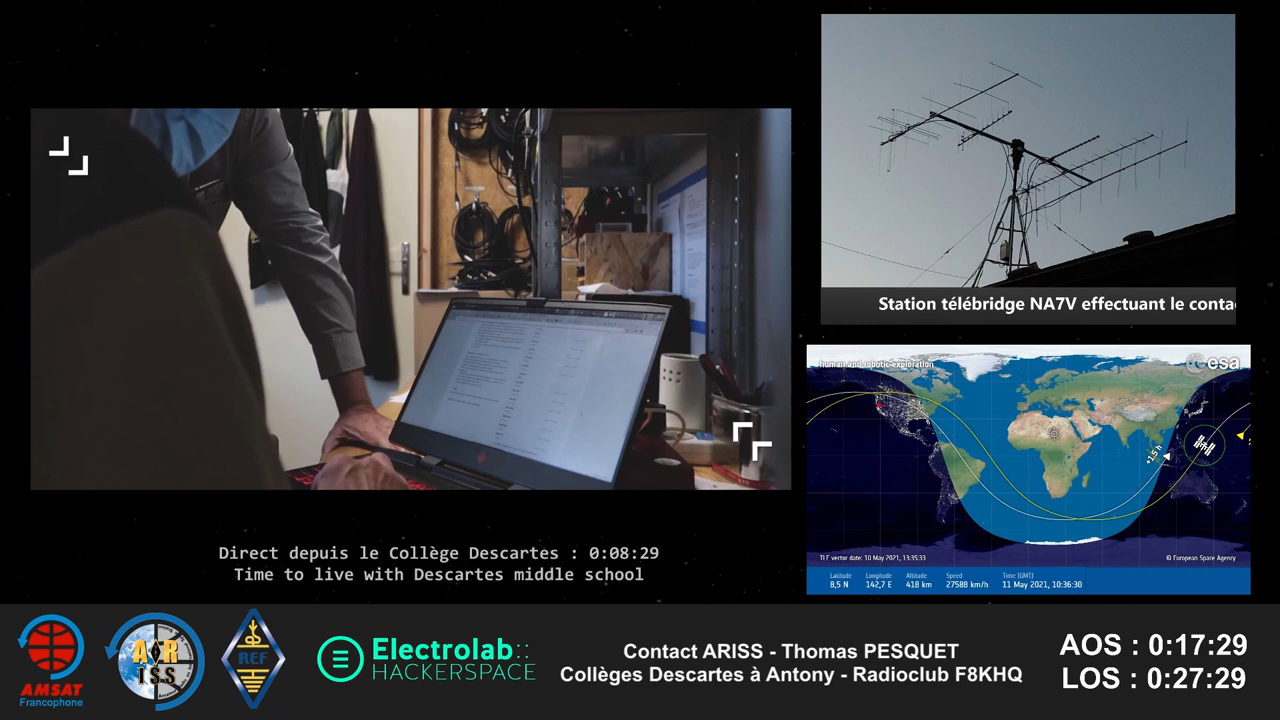 Station télébridge NA7V effectuant le conta
human and robotic exploration
esa
+1.5 h
TLE vector date: 10 May 2021, 13:35:33
© European Space Agency
Latitude Longitude Altitude Speed Time (GMT)
8,5 N 142,7 E 418 km 27588 km/h 11 May 2021, 10:36:30
Direct depuis le Collège Descartes : 0:08:29
Time to live with Descartes middle school
AMSAT
Francophone
ARISS
REF
Electrolab::
HACKERSPACE
Contact ARISS - Thomas PESQUET
Collèges Descartes à Antony - Radioclub F8KHQ
AOS : 0:17:29
LOS : 0:27:29